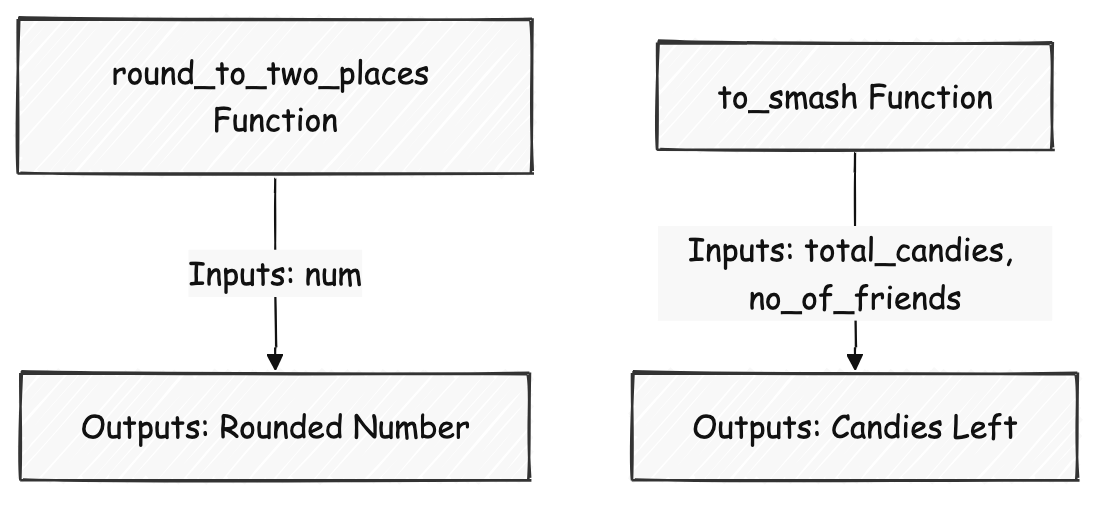 round_to_two_places
Function
Inputs: num
Outputs: Rounded Number
to_smash Function
Inputs: total_candies,
no_of_friends
Outputs: Candies Left